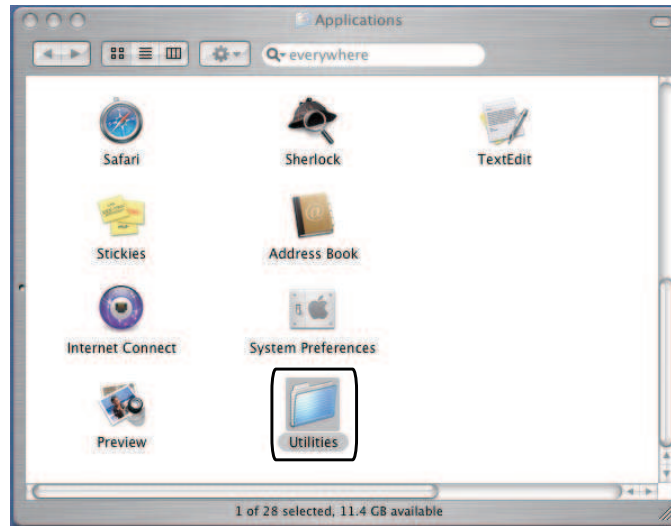 Applications
everywhere
Safari
Sherlock
TextEdit
Stickies
Address Book
Internet Connect
System Preferences
Preview
Utilities
1 of 28 selected, 11.4 GB available